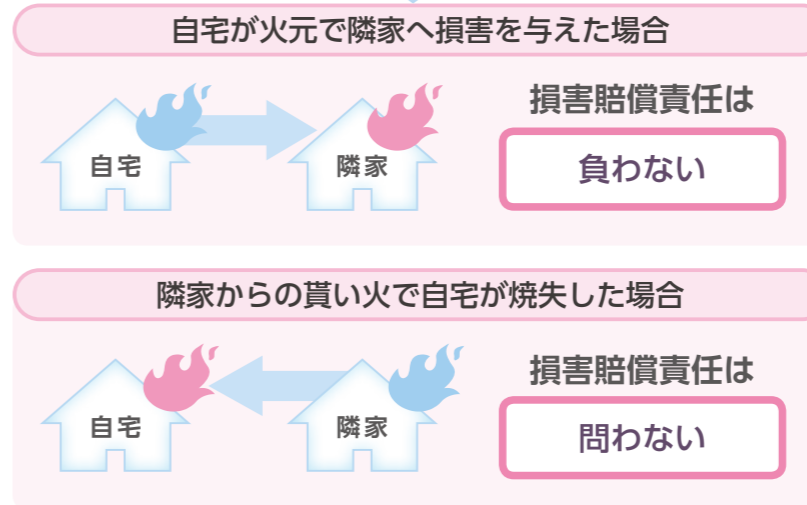 自宅が火元で隣家へ損害を与えた場合
自宅
隣家
損害賠償責任は
負わない
隣家からの貰い火で自宅が焼失した場合
自宅
隣家
損害賠償責任は
問わない